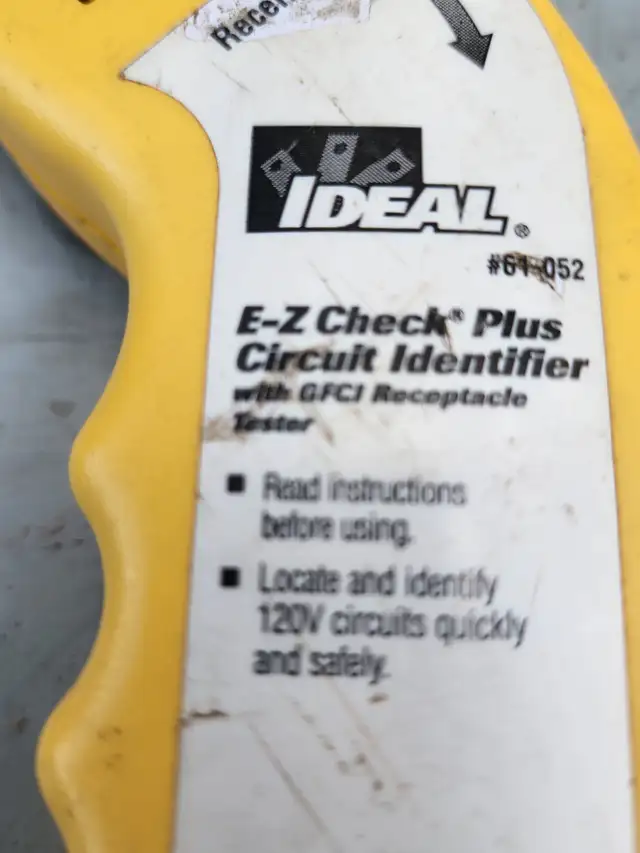 IDEAL®
#61-052
E-Z Check® Plus
Circuit Identifier
with GFCI Receptacle
Tester
■ Read instructions
before using.
■ Locate and identify
120V circuits quickly
and safely.